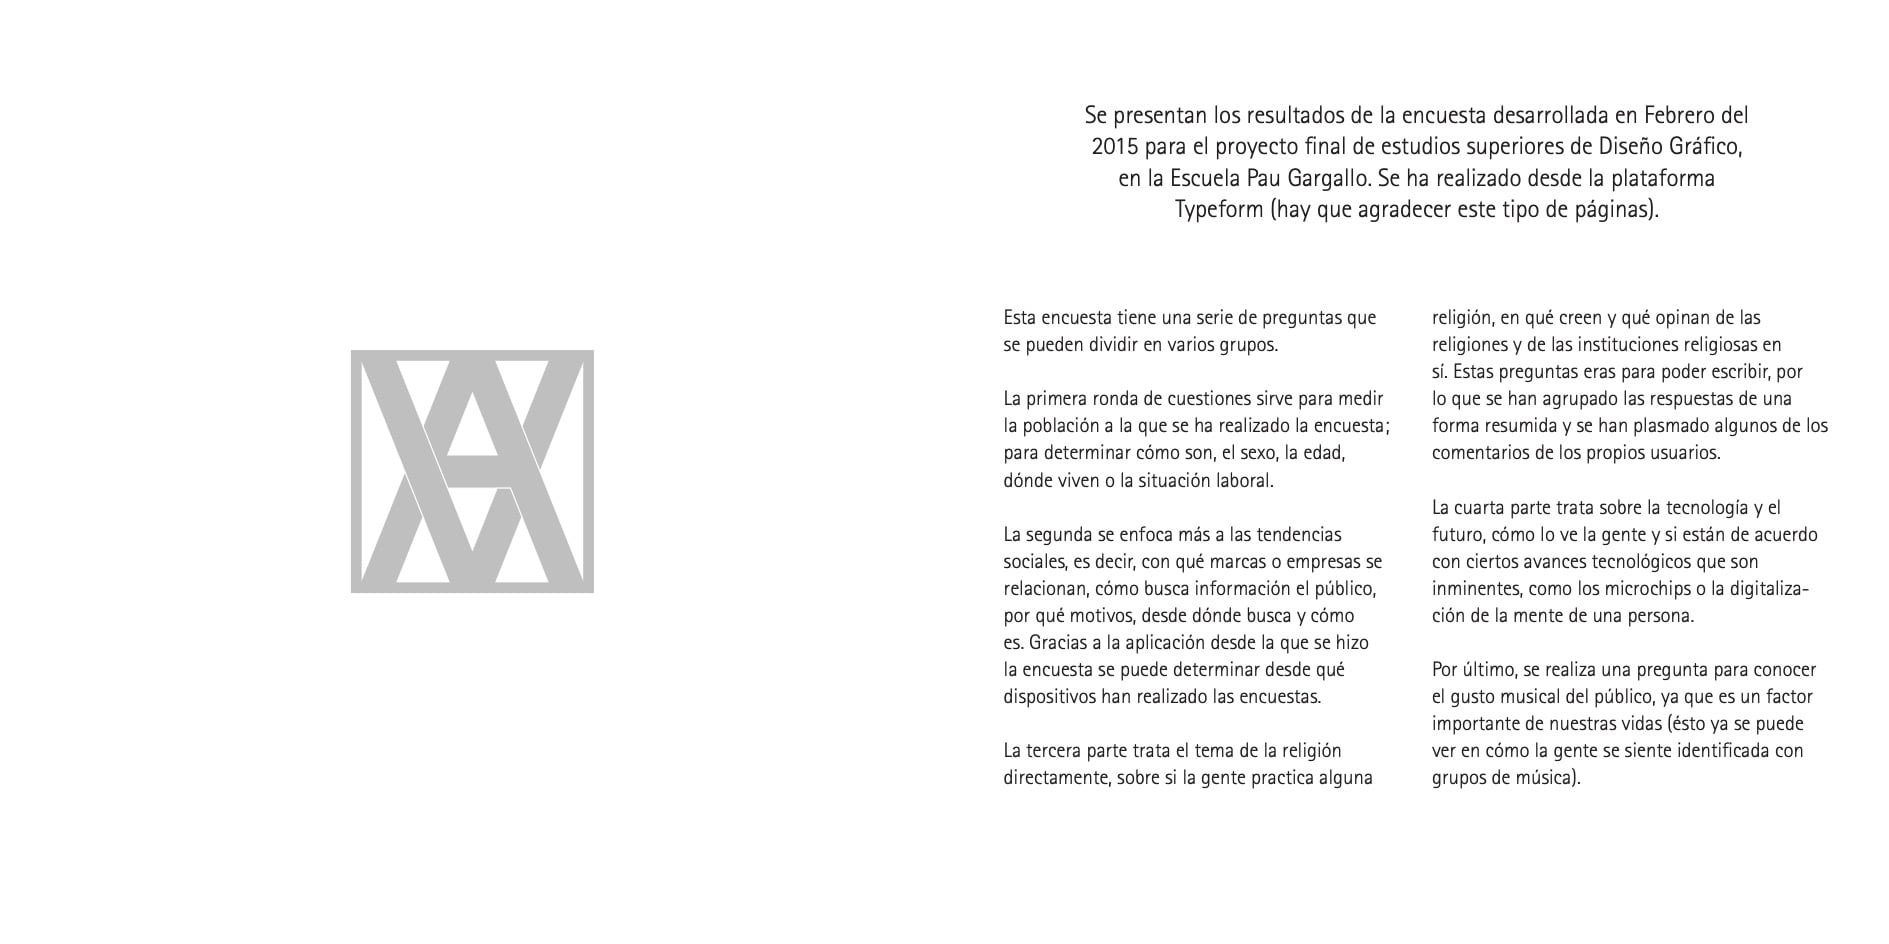 Se presentan los resultados de la encuesta desarrollada en Febrero del
2015 para el proyecto final de estudios superiores de Diseño Gráfico,
en la Escuela Pau Gargallo. Se ha realizado desde la plataforma
Typeform (hay que agradecer este tipo de páginas).
Esta encuesta tiene una serie de preguntas que
se pueden dividir en varios grupos.
La primera ronda de cuestiones sirve para medir
la población a la que se ha realizado la encuesta;
para determinar cómo son, el sexo, la edad,
dónde viven o la situación laboral.
La segunda se enfoca más a las tendencias
sociales, es decir, con qué marcas o empresas se
relacionan, cómo busca información el público,
por qué motivos, desde dónde busca y cómo
es. Gracias a la aplicación desde la que se hizo
la encuesta se puede determinar desde qué
dispositivos han realizado las encuestas.
La tercera parte trata el tema de la religión
directamente, sobre si la gente practica alguna
religión, en qué creen y qué opinan de las
religiones y de las instituciones religiosas en
sí. Estas preguntas eras para poder escribir, por
lo que se han agrupado las respuestas de una
forma resumida y se han plasmado algunos de los
comentarios de los propios usuarios.
La cuarta parte trata sobre la tecnología y el
futuro, cómo lo ve la gente y si están de acuerdo
con ciertos avances tecnológicos que son
inminentes, como los microchips o la digitaliza-
ción de la mente de una persona.
Por último, se realiza una pregunta para conocer
el gusto musical del público, ya que es un factor
importante de nuestras vidas (ésto ya se puede
ver en cómo la gente se siente identificada con
grupos de música).